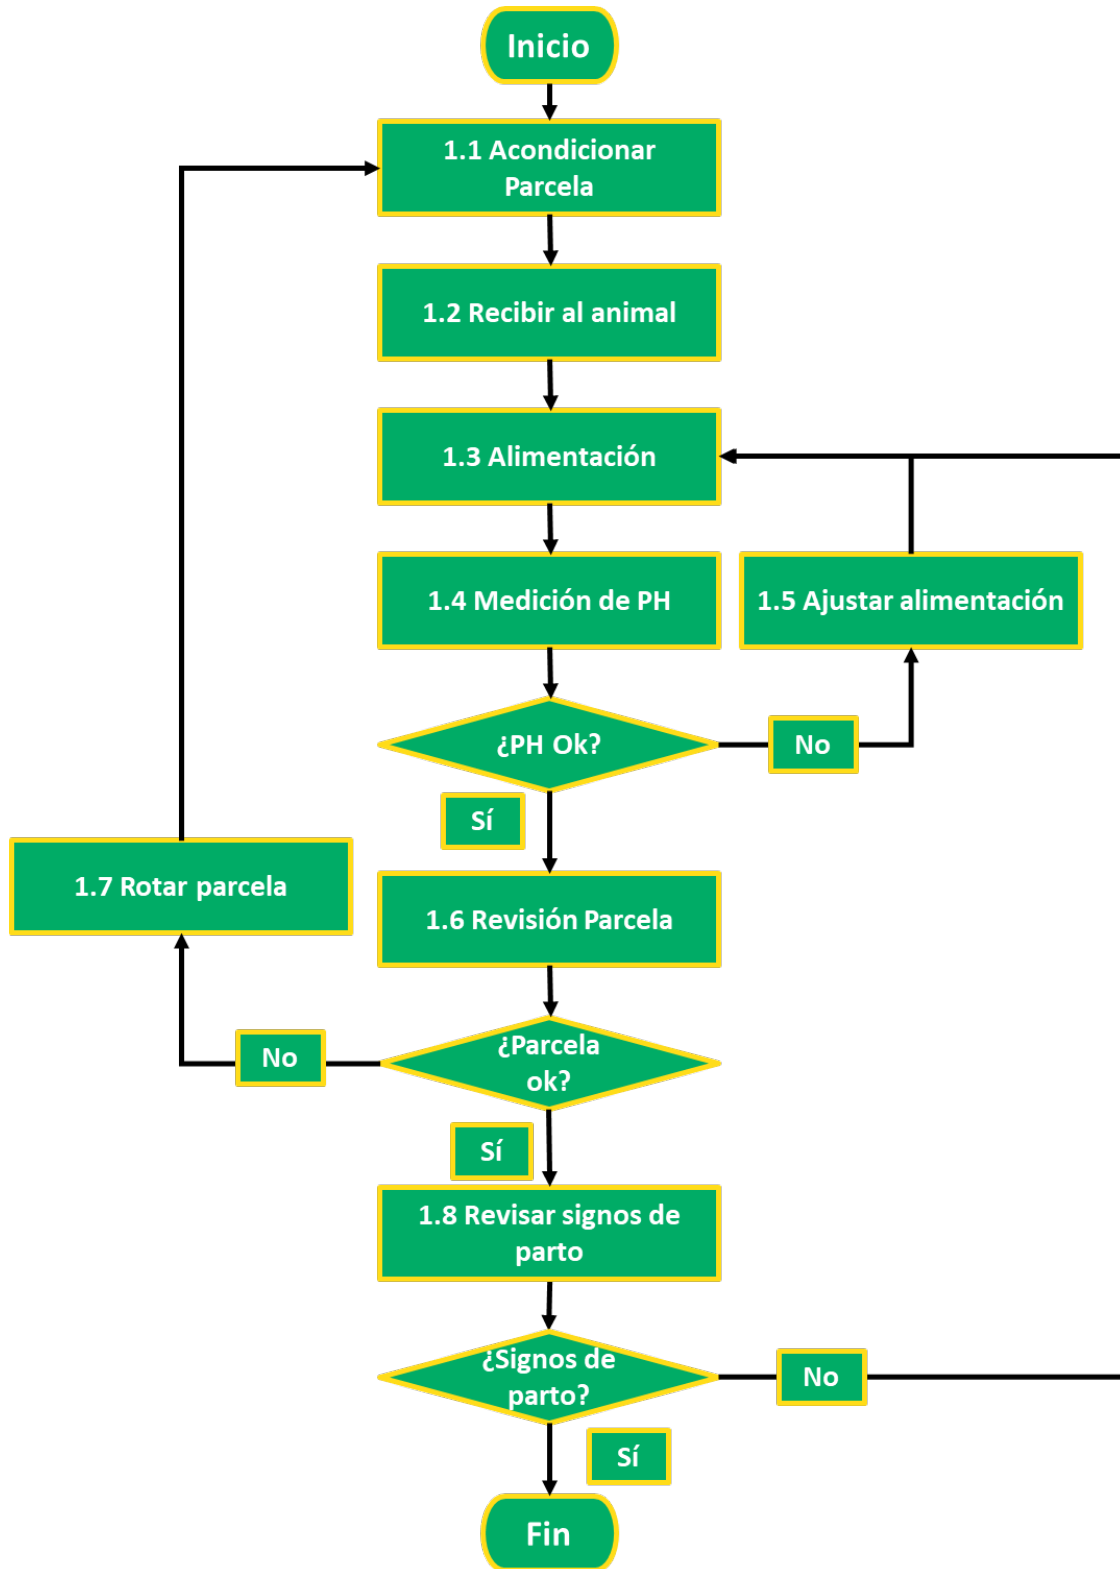 Inicio
1.1 Acondicionar
Parcela
1.2 Recibir al animal
1.3 Alimentación
1.4 Medición de PH
1.5 Ajustar alimentación
¿PH Ok?
No
Sí
1.7 Rotar parcela
1.6 Revisión Parcela
¿Parcela
ok?
No
Sí
1.8 Revisar signos de
parto
¿Signos de
parto?
No
Sí
Fin